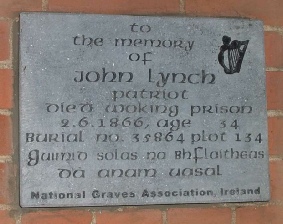 to
the memory
of
John Lynch
patriot
died woking prison
2.6.1866, age 34
Burial no. 35864 plot 134
Guimid solas na bhflaitheas
dá anam uasal
National Graves Association, Ireland